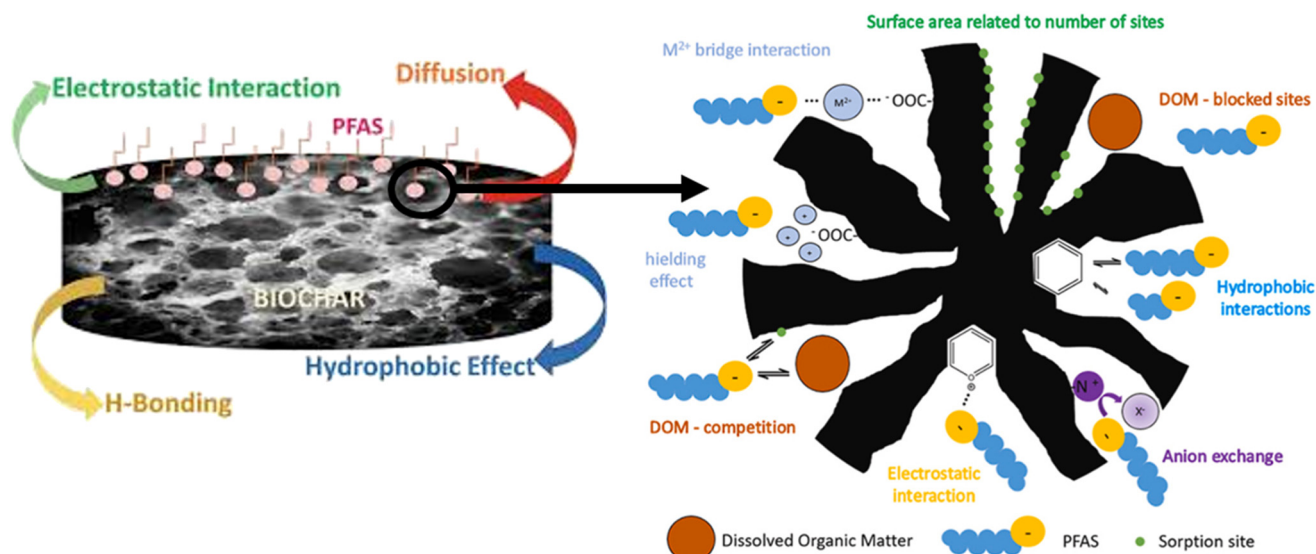 Electrostatic Interaction
Diffusion
PFAS
BIOCHAR
Hydrophobic Effect
H-Bonding
Surface area related to number of sites
M²⁺ bridge interaction
-
M²⁺
⁻OOC-
DOM - blocked sites
-
-
⁻OOC-
hielding
effect
-
-
Hydrophobic
interactions
-
DOM - competition
O
⊕
-
Electrostatic
interaction
-N⁺
X⁻
-
Anion exchange
Dissolved Organic Matter
-
PFAS
Sorption site